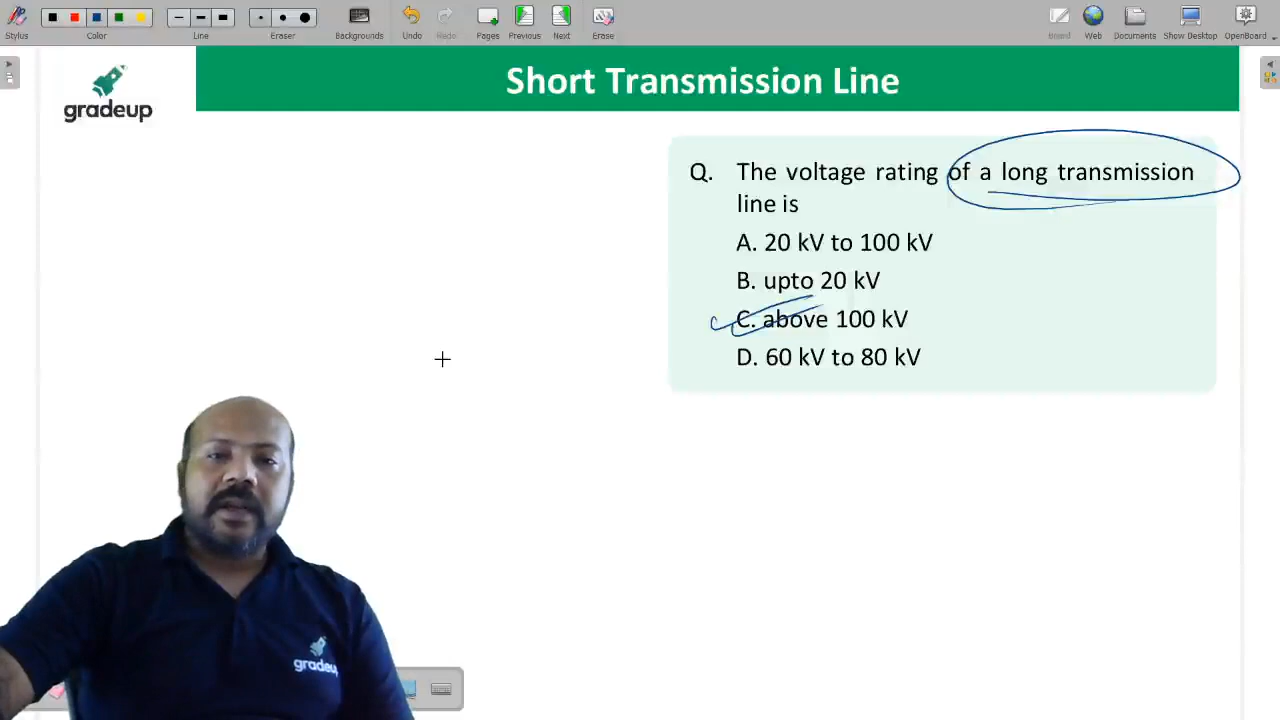 Stylus
Color
Line
Eraser
Backgrounds
Undo
Redo
Pages
Previous
Next
Erase
Board
Web
Documents
Show Desktop
OpenBoard
gradeup
Short Transmission Line
Q. The voltage rating of a long transmission
line is
A. 20 kV to 100 kV
B. upto 20 kV
C. above 100 kV
D. 60 kV to 80 kV
gradeup